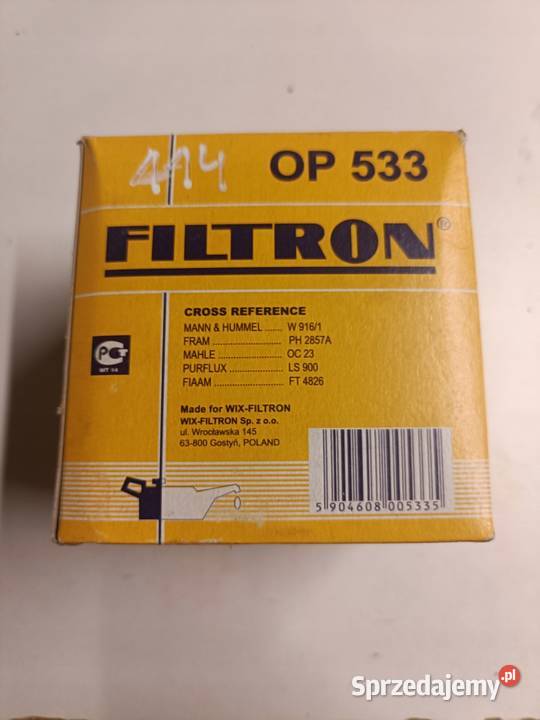 414 OP 533
FILTRON®
CROSS REFERENCE
MANN & HUMMEL ...... W 916/1
FRAM ........................ PH 2857A
MAHLE ...................... OC 23
PURFLUX ................... LS 900
FIAAM ........................ FT 4826
Made for WIX-FILTRON
WIX-FILTRON Sp. z o.o.
ul. Wrocławska 145
63-800 Gostyń, POLAND
5 904608 005335
Sprzedajemy.pl